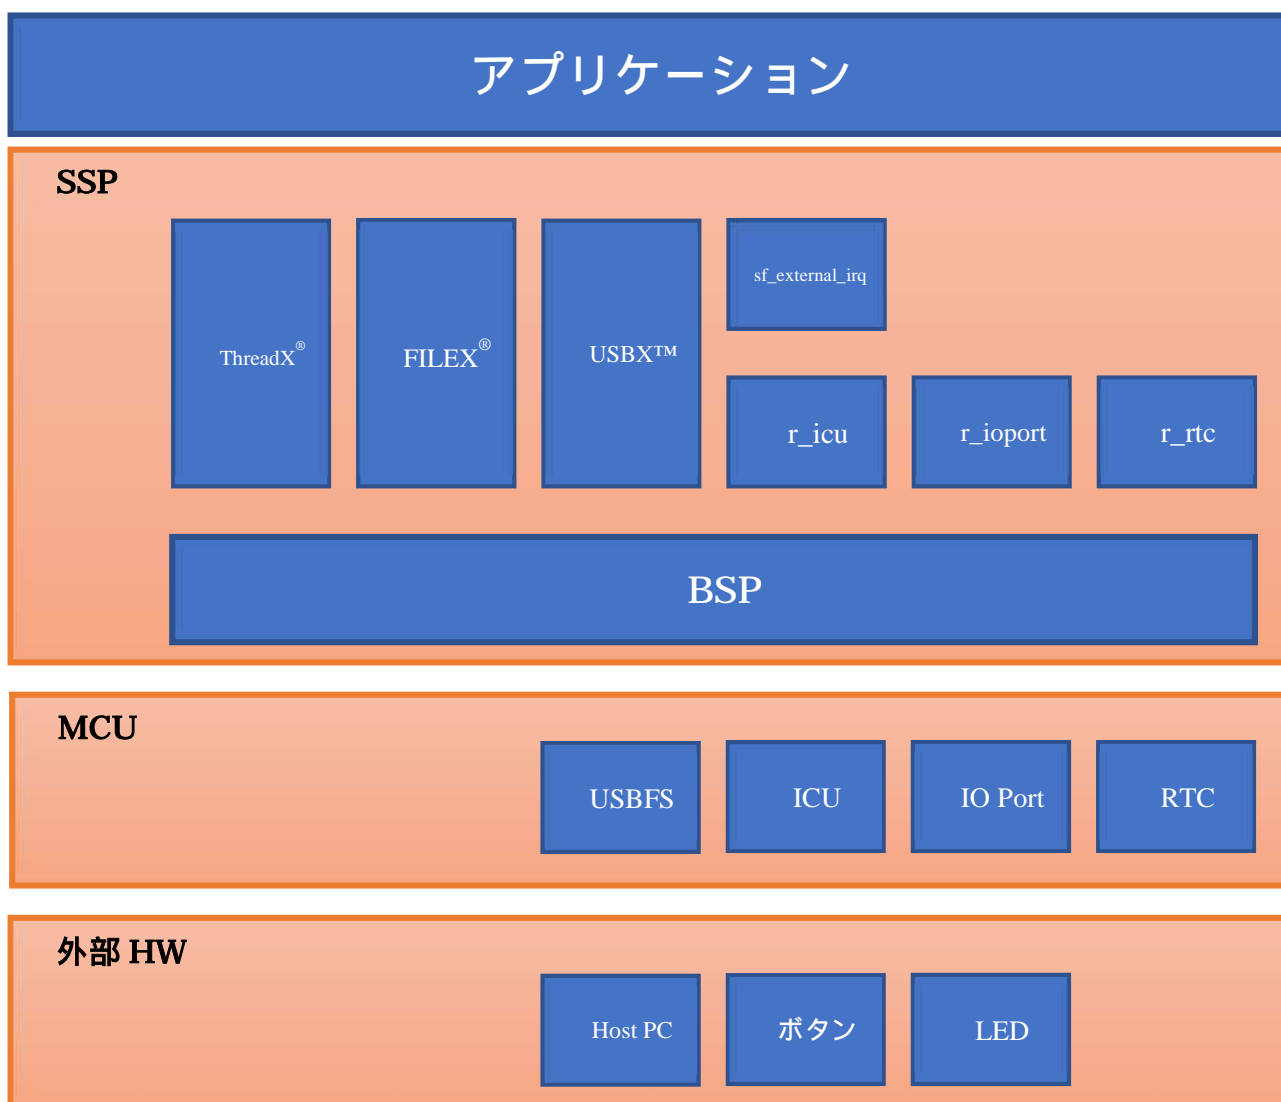 アプリケーション
SSP
ThreadX®
FILEX®
USBX™
sf_external_irq
r_icu
r_ioport
r_rtc
BSP
MCU
USBFS
ICU
IO Port
RTC
外部 HW
Host PC
ボタン
LED